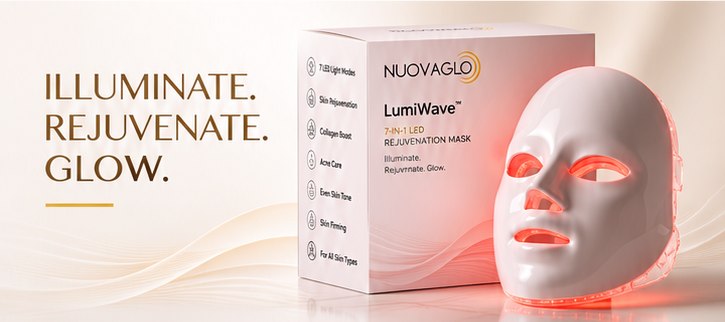 ILLUMINATE.
REJUVENATE.
GLOW.
7 LED Light Modes
Skin Rejuvenation
Collagen Boost
Acne Care
Even Skin Tone
Skin Firming
For All Skin Types
NUOVAGLO
LumiWave™
7-IN-1 LED
REJUVENATION MASK
Illuminate.
Rejuvrnate. Glow.